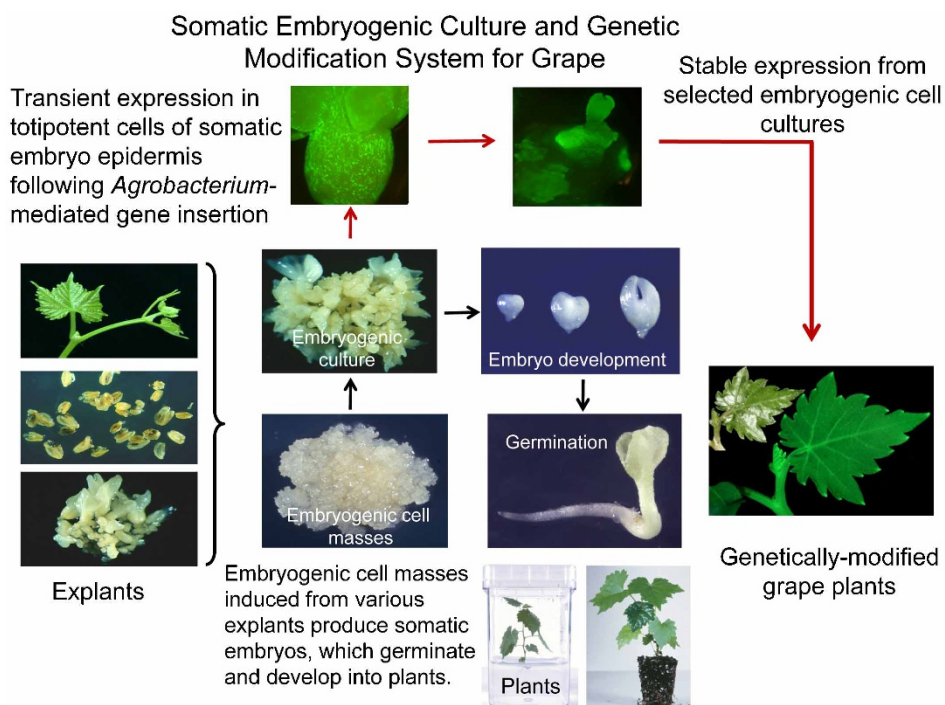 Somatic Embryogenic Culture and Genetic
Modification System for Grape
Transient expression in
totipotent cells of somatic
embryo epidermis
following Agrobacterium-
mediated gene insertion
Stable expression from
selected embryogenic cell
cultures
Embryogenic
culture
Embryo development
Embryogenic cell
masses
Germination
Explants
Embryogenic cell masses
induced from various
explants produce somatic
embryos, which germinate
and develop into plants.
Plants
Genetically-modified
grape plants